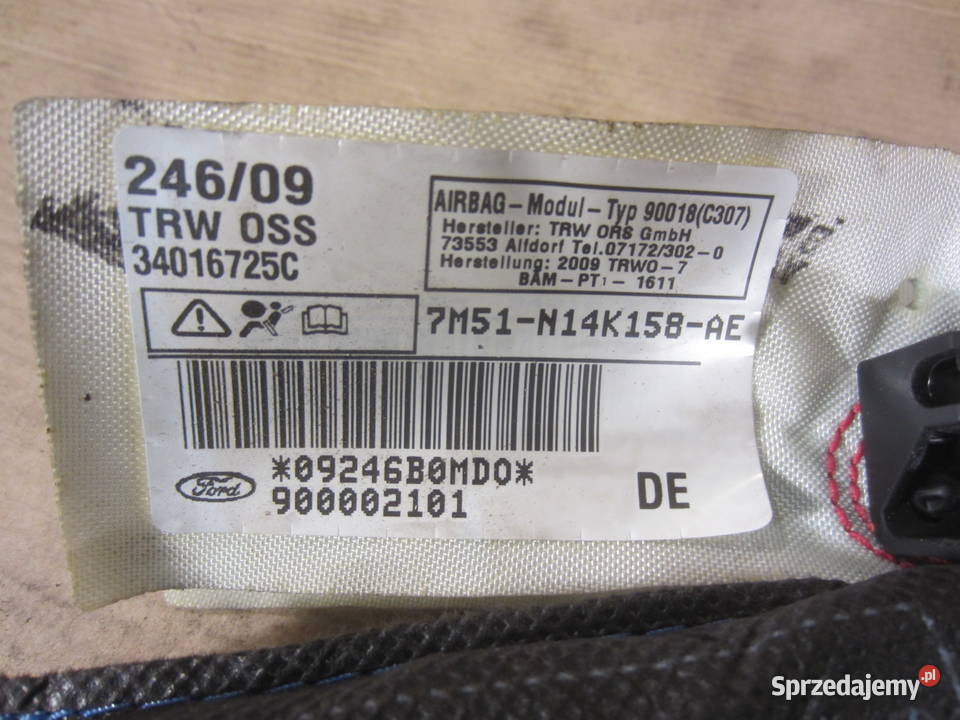 246/09
TRW OSS
34016725C
AIRBAG-Modul-Typ 90018(C307)
Hersteller: TRW ORS GmbH
73553 Alfdorf Tel.07172/302-0
Herstellung: 2009 TRWO-7
BAM-PT1- 1611
7M51-N14K158-AE
*09246B0MDO*
900002101
Ford
DE
Sprzedajemy.pl